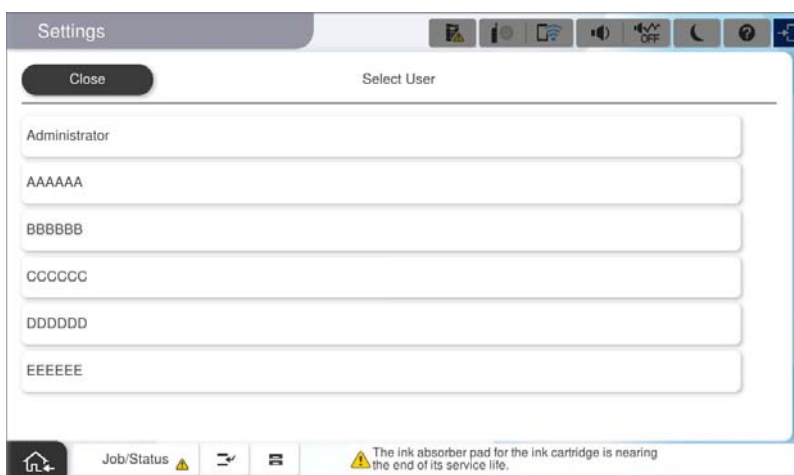 Settings
OFF
Close
Select User
Administrator
AAAAAA
BBBBBB
CCCCCC
DDDDDD
EEEEEE
Job/Status
The ink absorber pad for the ink cartridge is nearing
the end of its service life.